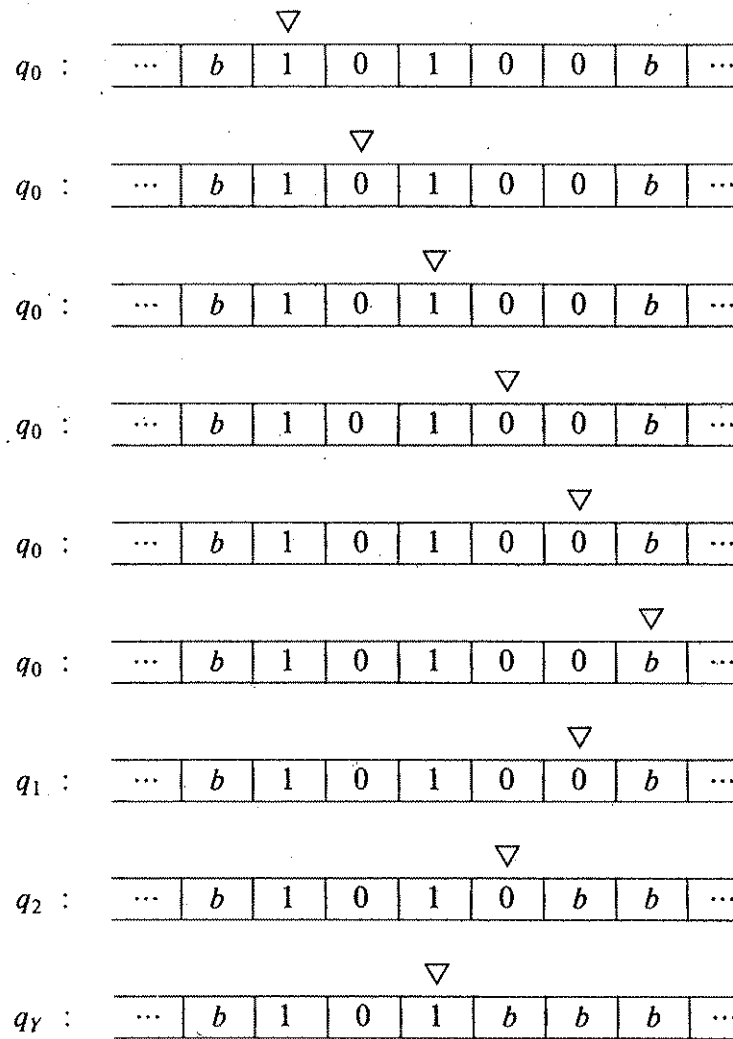 q₀ : ··· b 1 0 1 0 0 b ···
q₀ : ··· b 1 0 1 0 0 b ···
q₀ : ··· b 1 0 1 0 0 b ···
q₀ : ··· b 1 0 1 0 0 b ···
q₀ : ··· b 1 0 1 0 0 b ···
q₀ : ··· b 1 0 1 0 0 b ···
q₁ : ··· b 1 0 1 0 0 b ···
q₂ : ··· b 1 0 1 0 b b ···
q_Y : ··· b 1 0 1 b b b ···